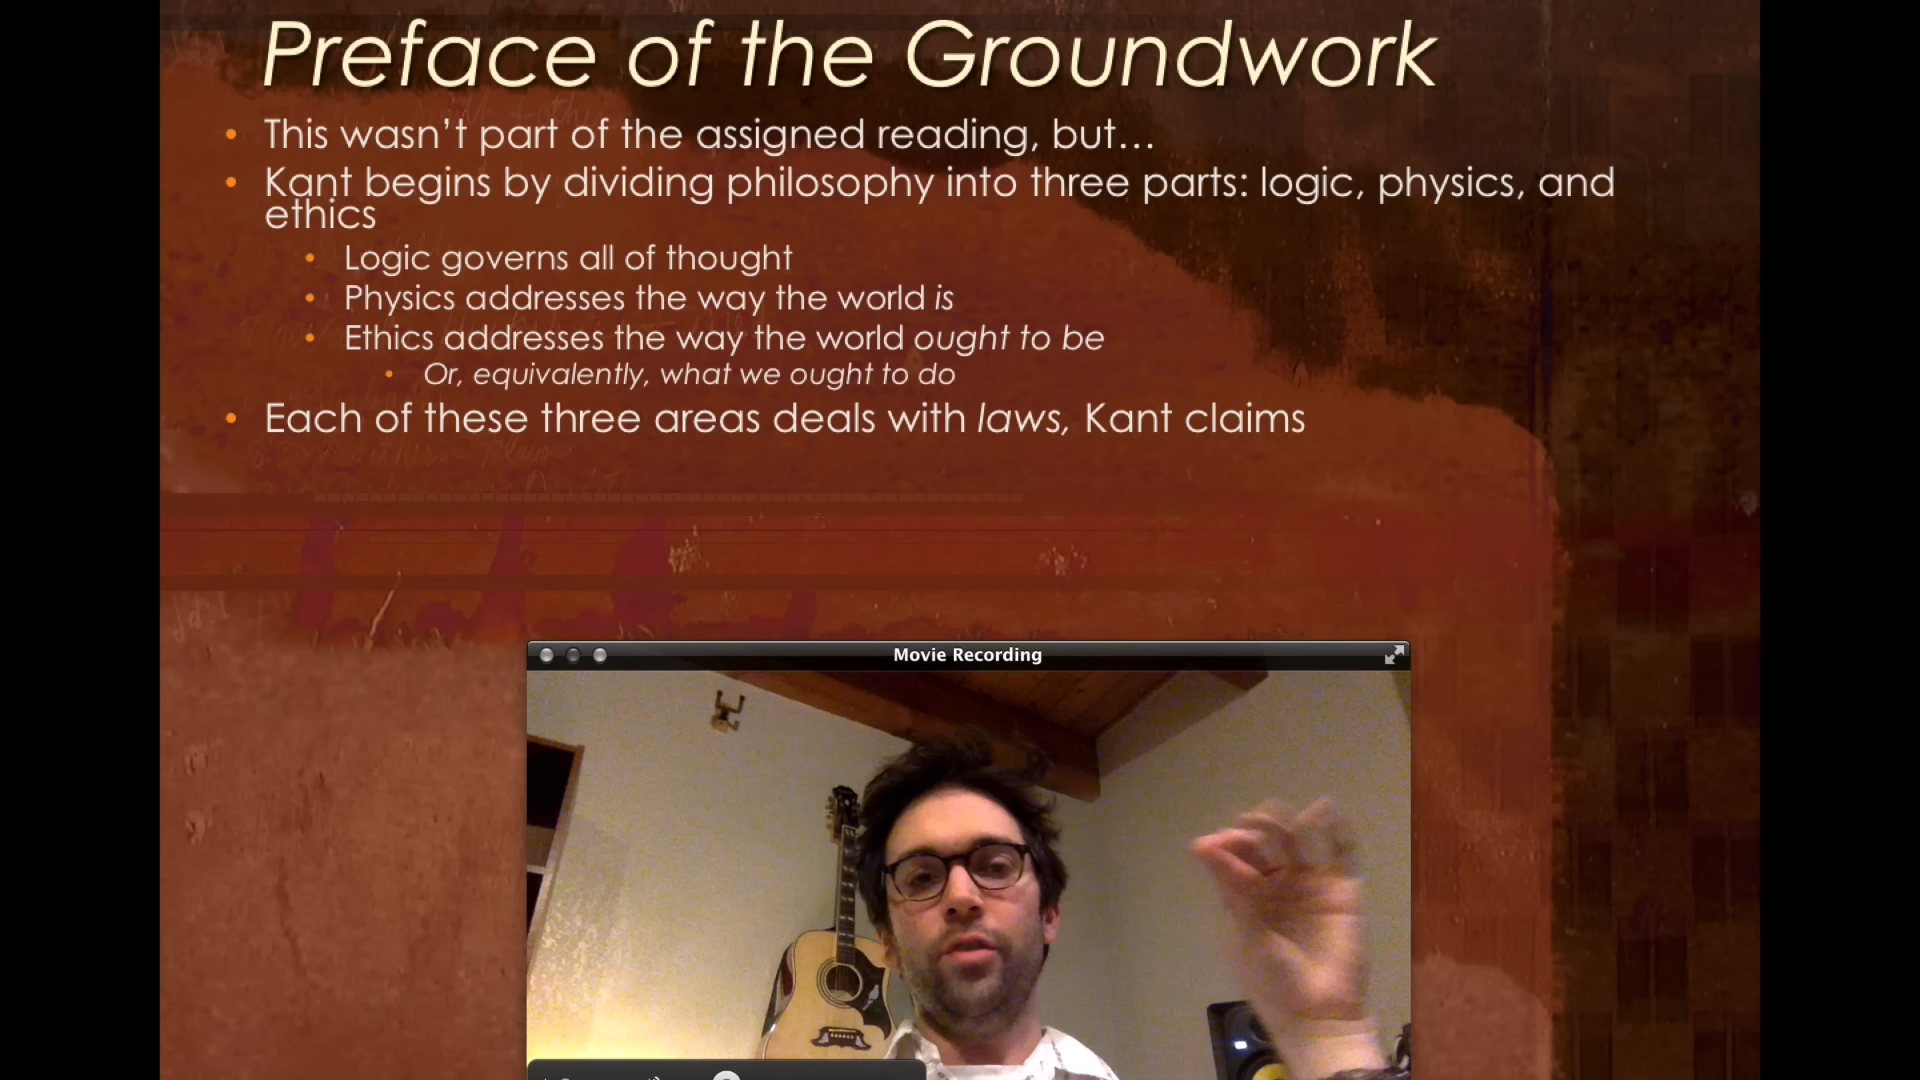 Preface of the Groundwork
• This wasn’t part of the assigned reading, but…
• Kant begins by dividing philosophy into three parts: logic, physics, and
ethics
• Logic governs all of thought
• Physics addresses the way the world is
• Ethics addresses the way the world ought to be
• Or, equivalently, what we ought to do
• Each of these three areas deals with laws, Kant claims
Movie Recording